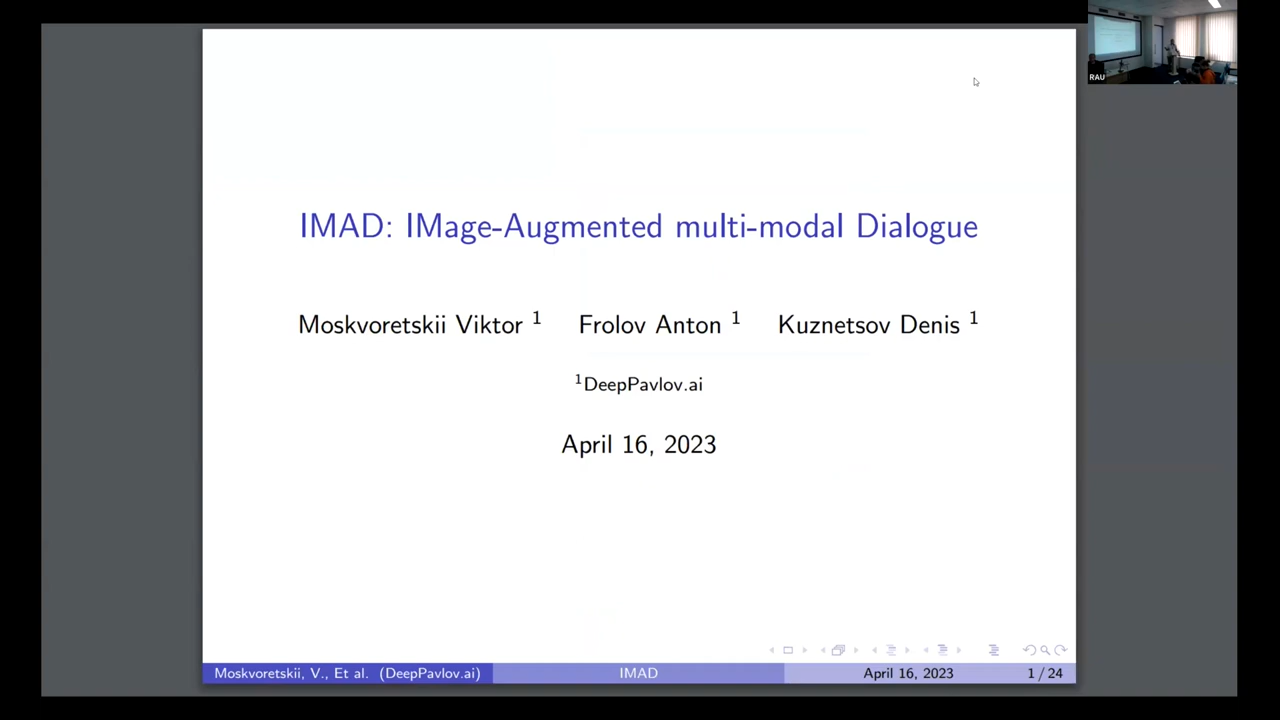 RAU
IMAD: IMage-Augmented multi-modal Dialogue
Moskvoretskii Viktor 1 Frolov Anton 1 Kuznetsov Denis 1
1DeepPavlov.ai
April 16, 2023
Moskvoretskii, V., Et al. (DeepPavlov.ai) IMAD April 16, 2023 1 / 24